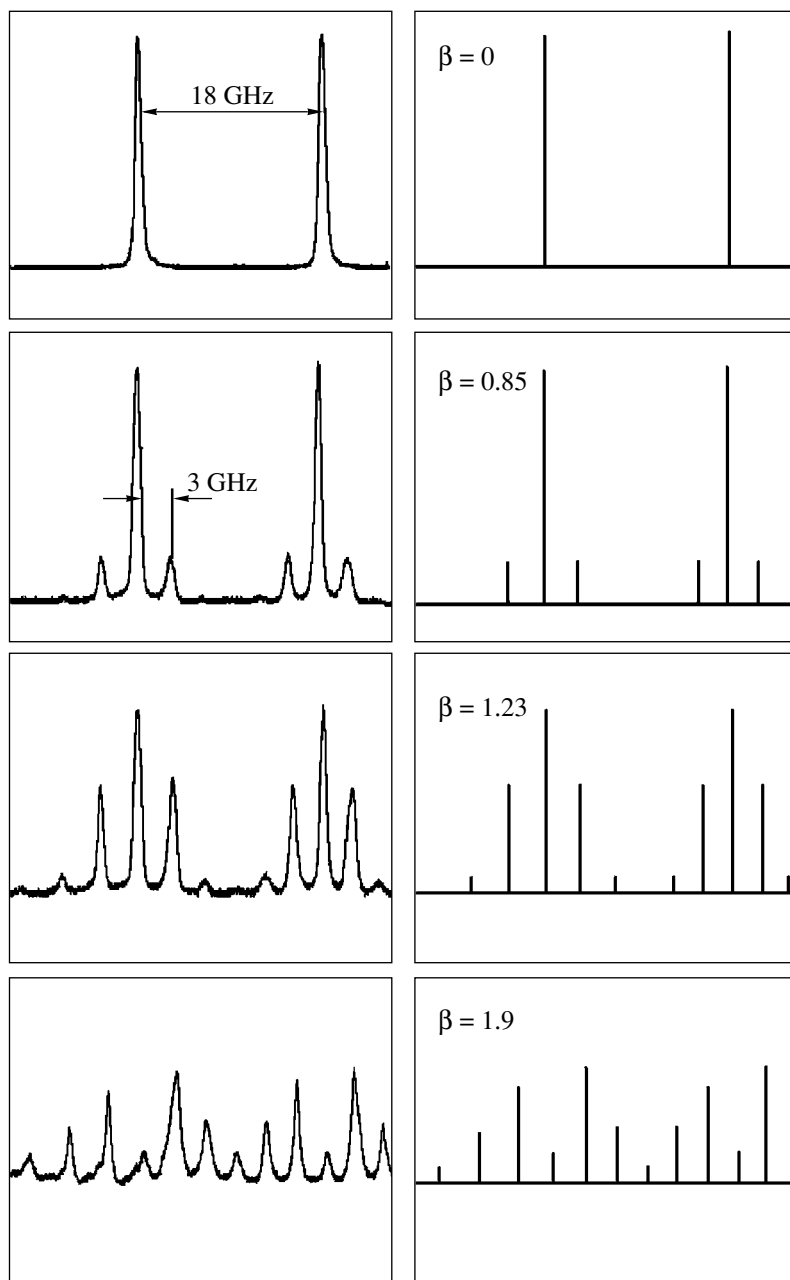 18 GHz
β = 0
3 GHz
β = 0.85
β = 1.23
β = 1.9